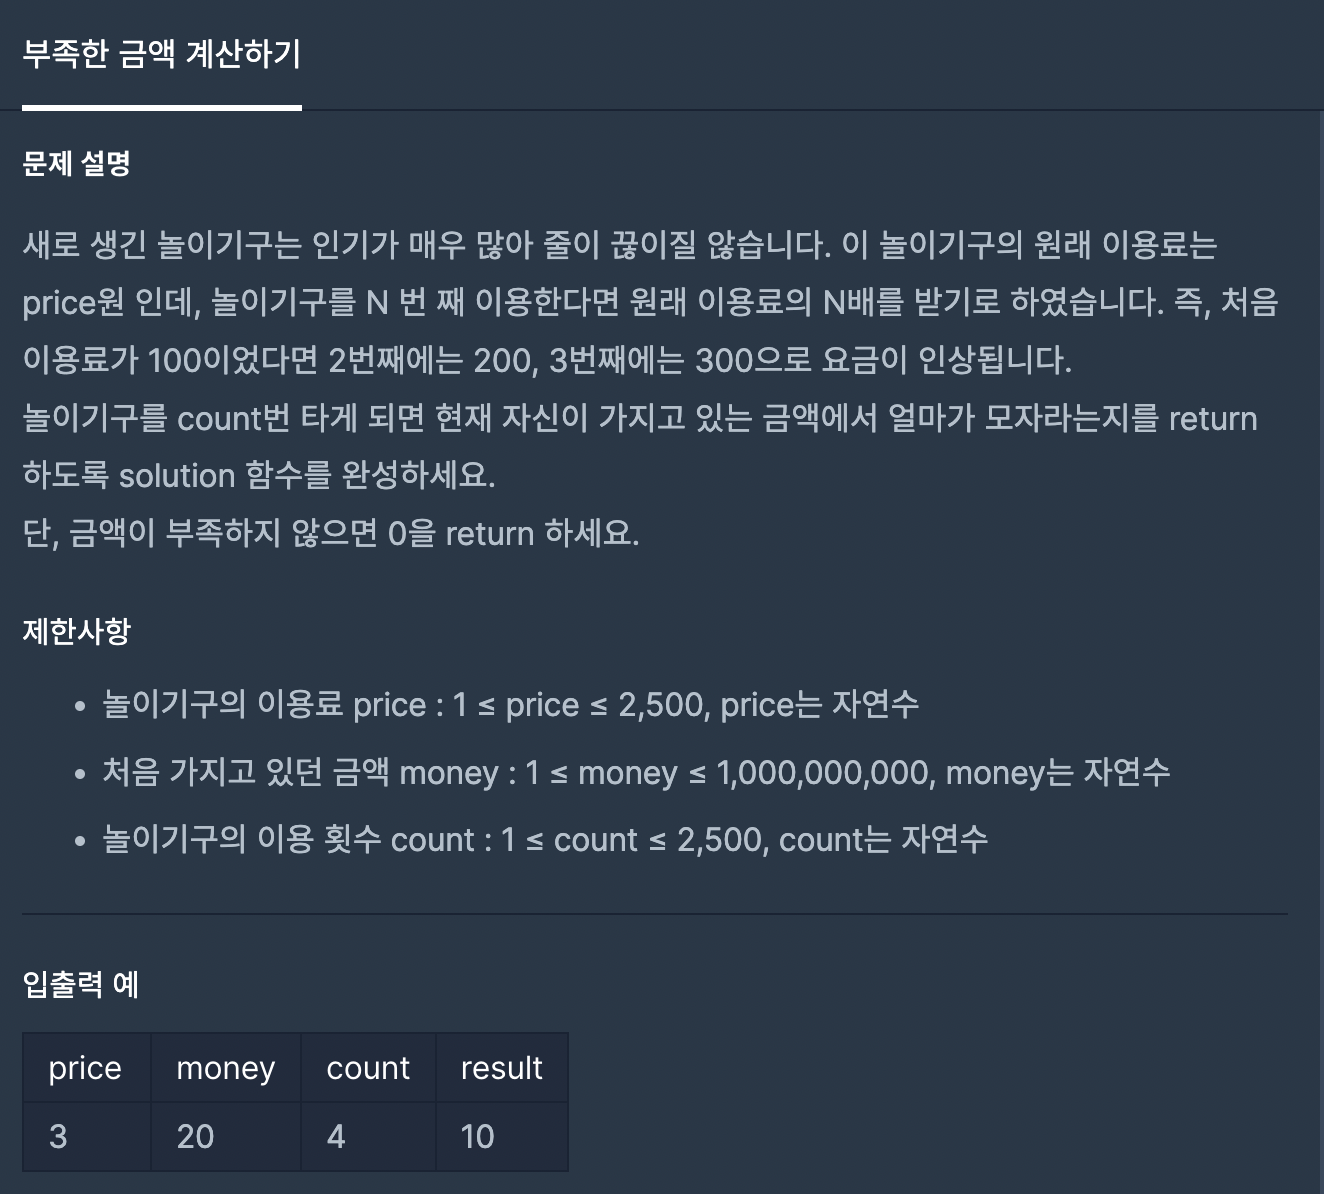 부족한 금액 계산하기
문제 설명
새로 생긴 놀이기구는 인기가 매우 많아 줄이 끊이질 않습니다. 이 놀이기구의 원래 이용료는
price원 인데, 놀이기구를 N 번 째 이용한다면 원래 이용료의 N배를 받기로 하였습니다. 즉, 처음
이용료가 100이었다면 2번째에는 200, 3번째에는 300으로 요금이 인상됩니다.
놀이기구를 count번 타게 되면 현재 자신이 가지고 있는 금액에서 얼마가 모자라는지를 return
하도록 solution 함수를 완성하세요.
단, 금액이 부족하지 않으면 0을 return 하세요.
제한사항
• 놀이기구의 이용료 price : 1 ≤ price ≤ 2,500, price는 자연수
• 처음 가지고 있던 금액 money : 1 ≤ money ≤ 1,000,000,000, money는 자연수
• 놀이기구의 이용 횟수 count : 1 ≤ count ≤ 2,500, count는 자연수
입출력 예
price money count result
3 20 4 10